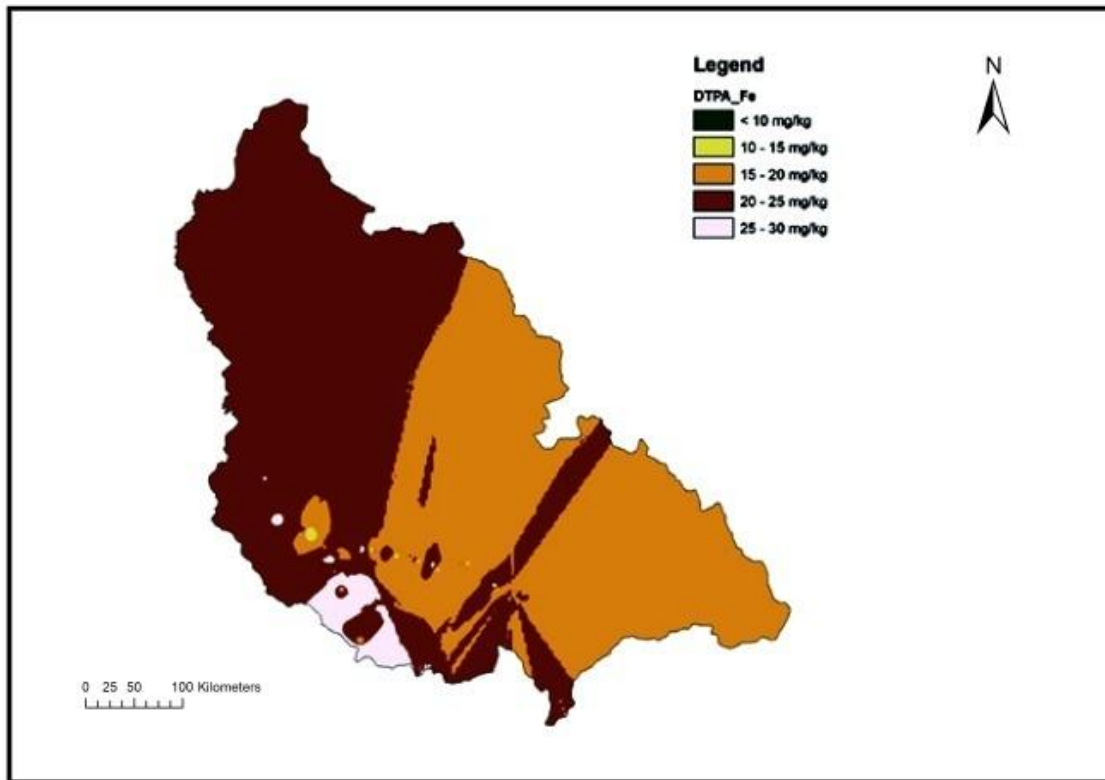 Legend
N
DTPA_Fe
< 10 mg/kg
10 - 15 mg/kg
15 - 20 mg/kg
20 - 25 mg/kg
25 - 30 mg/kg
0 25 50 100 Kilometers